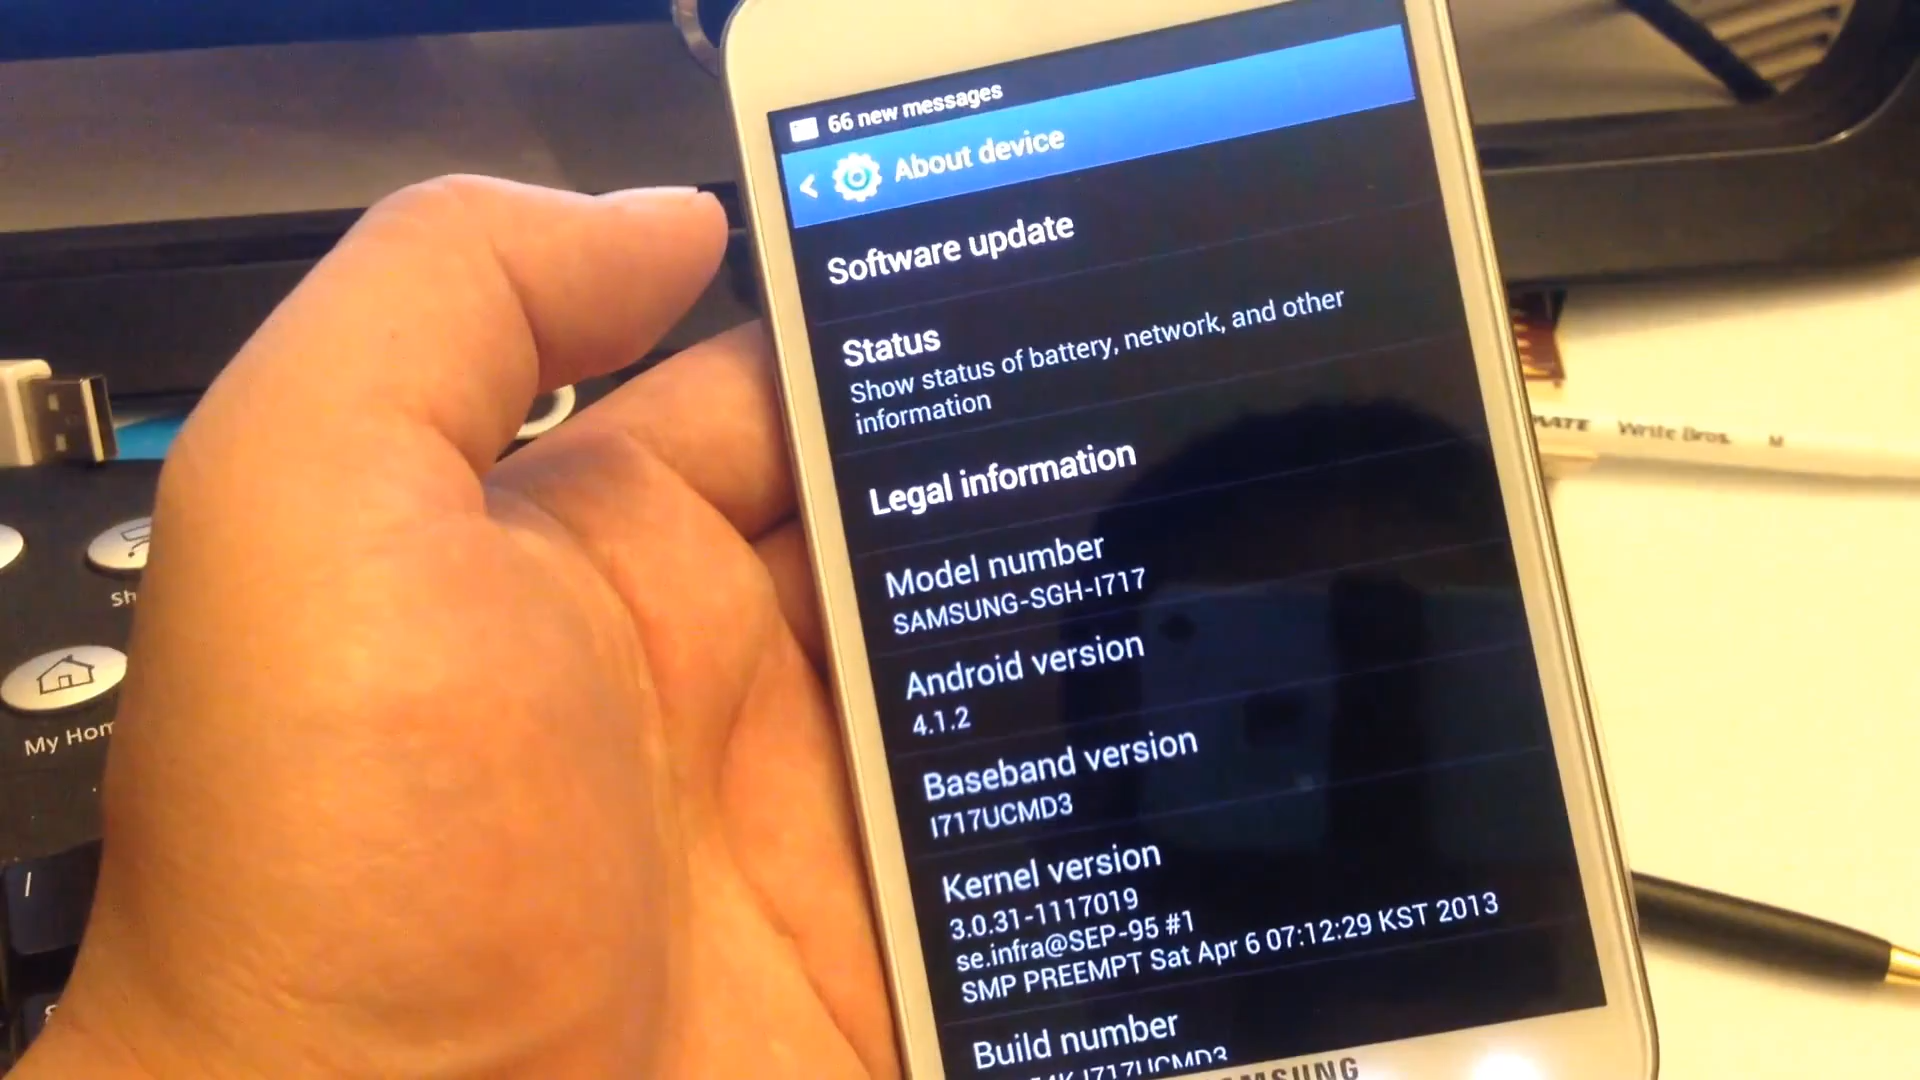 66 new messages
About device
Software update
Status
Show status of battery, network, and other
information
Legal information
Model number
SAMSUNG-SGH-I717
Android version
4.1.2
Baseband version
I717UCMD3
Kernel version
3.0.31-1117019
se.infra@SEP-95 #1
SMP PREEMPT Sat Apr 6 07:12:29 KST 2013
Build number
SAMSUNG
Write Bros. M
My Hom
Sh
/